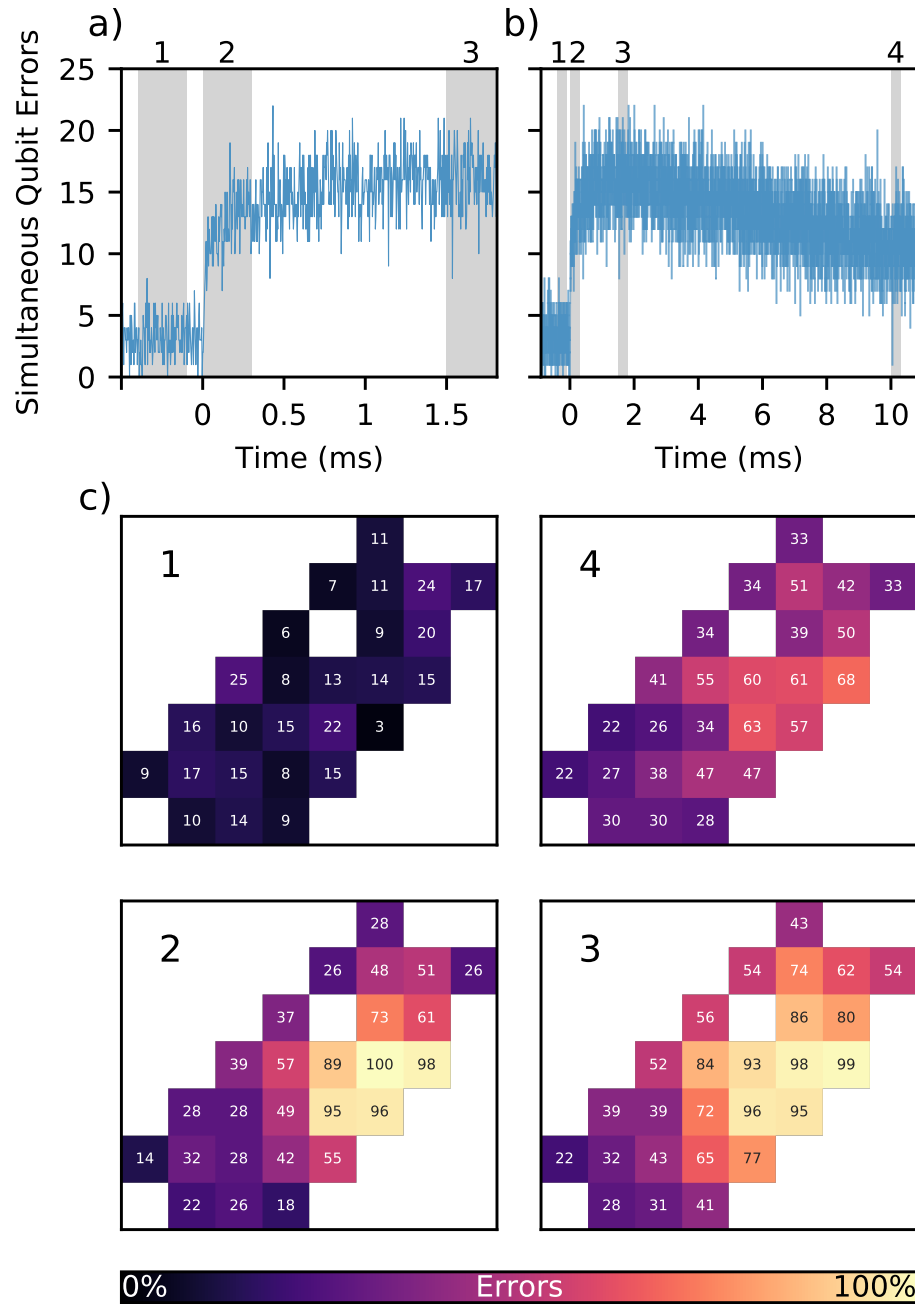 a)
b)
1 2 3
1 2 3 4
Simultaneous Qubit Errors
25
20
15
10
5
0
0 0.5 1 1.5
Time (ms)
0 2 4 6 8 10
Time (ms)
c)
1
11
7 11 24 17
6 9 20
25 8 13 14 15
16 10 15 22 3
9 17 15 8 15
10 14 9
4
33
34 51 42 33
34 39 50
41 55 60 61 68
22 26 34 63 57
22 27 38 47 47
30 30 28
2
28
26 48 51 26
37 73 61
39 57 89 100 98
28 28 49 95 96
14 32 28 42 55
22 26 18
3
43
54 74 62 54
56 86 80
52 84 93 98 99
39 39 72 96 95
22 32 43 65 77
28 31 41
0% Errors 100%